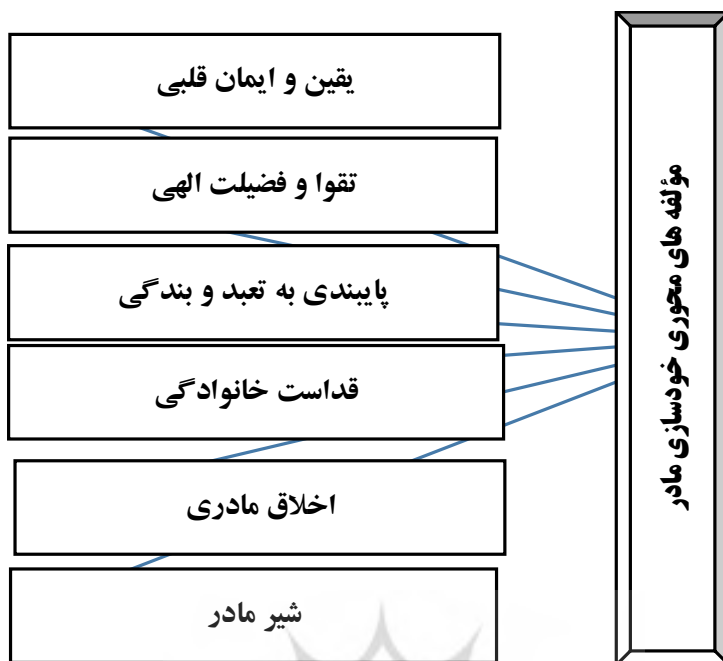 مؤلفه های محوری خودسازی مادر
یقین و ایمان قلبی
تقوا و فضیلت الهی
پایبندی به تعبد و بندگی
قداست خانوادگی
اخلاق مادری
شیر مادر